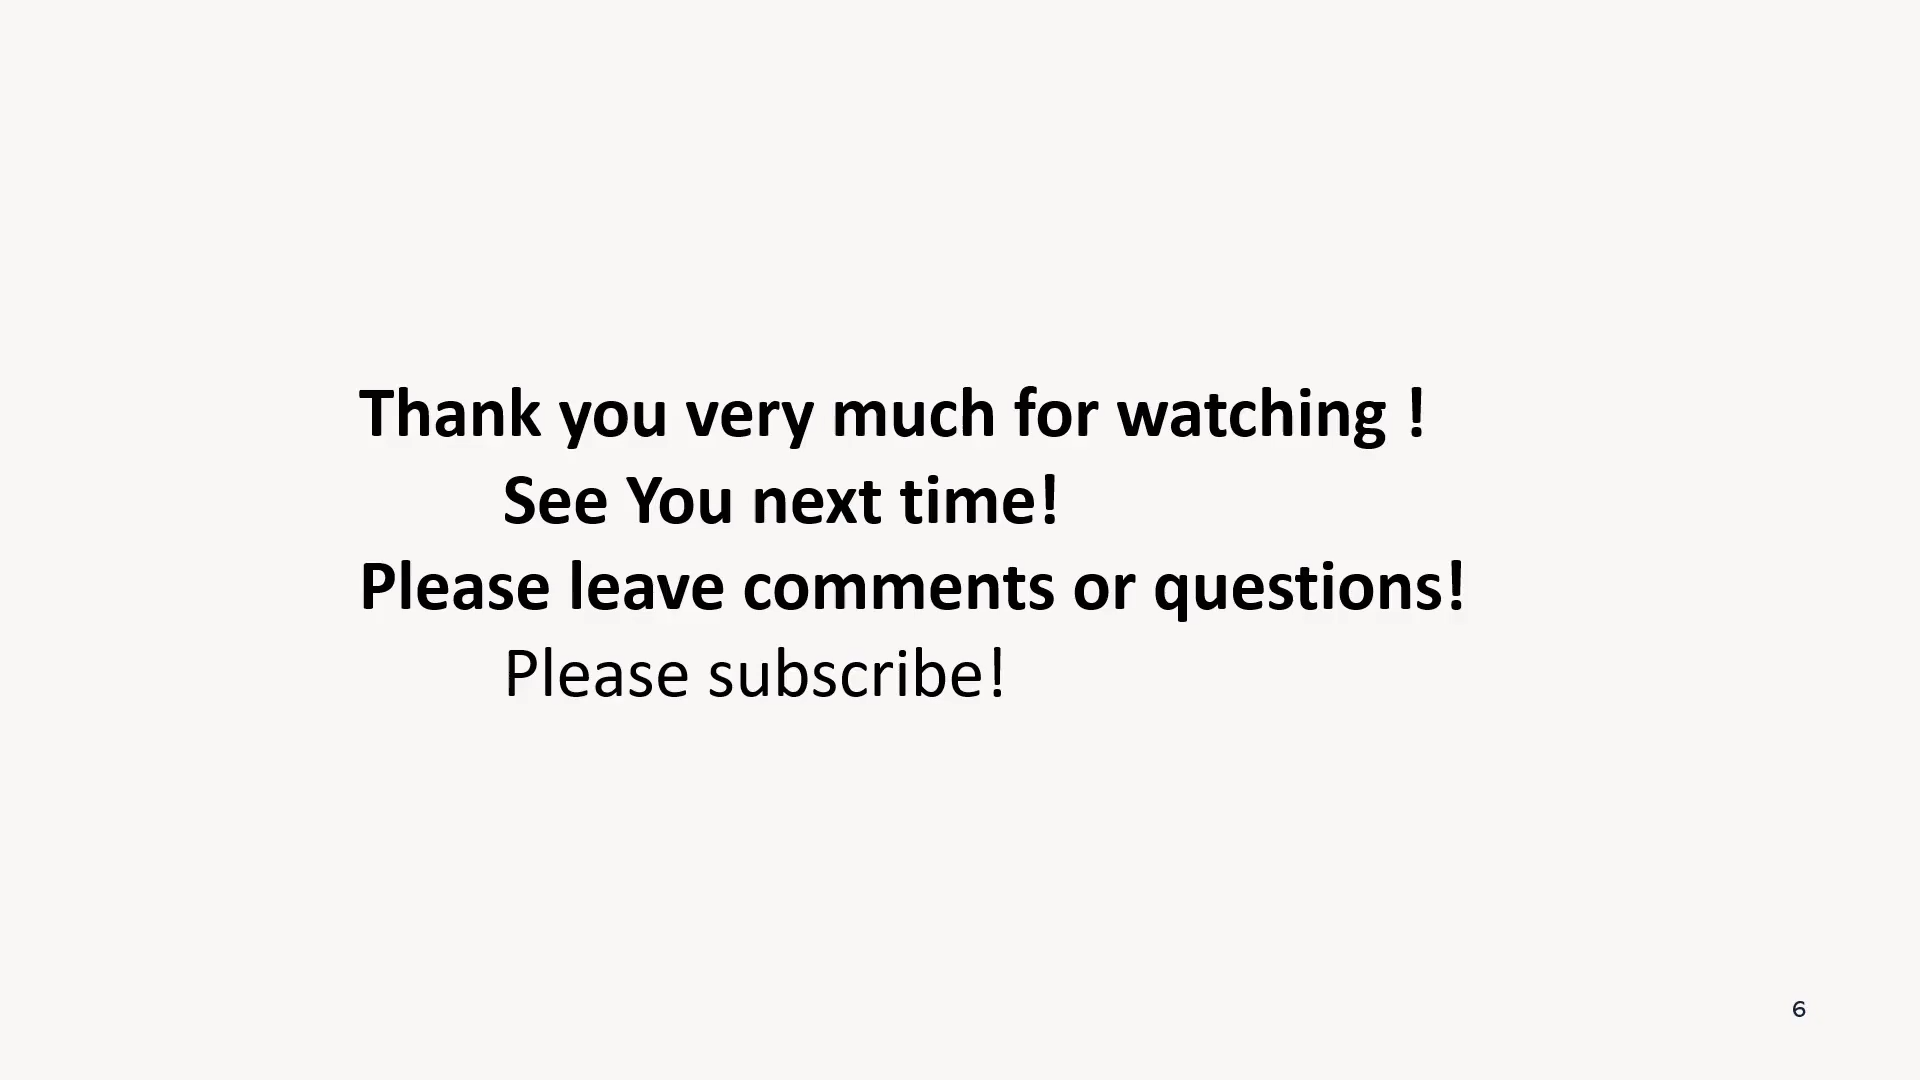 Thank you very much for watching !
See You next time!
Please leave comments or questions!
Please subscribe!
6